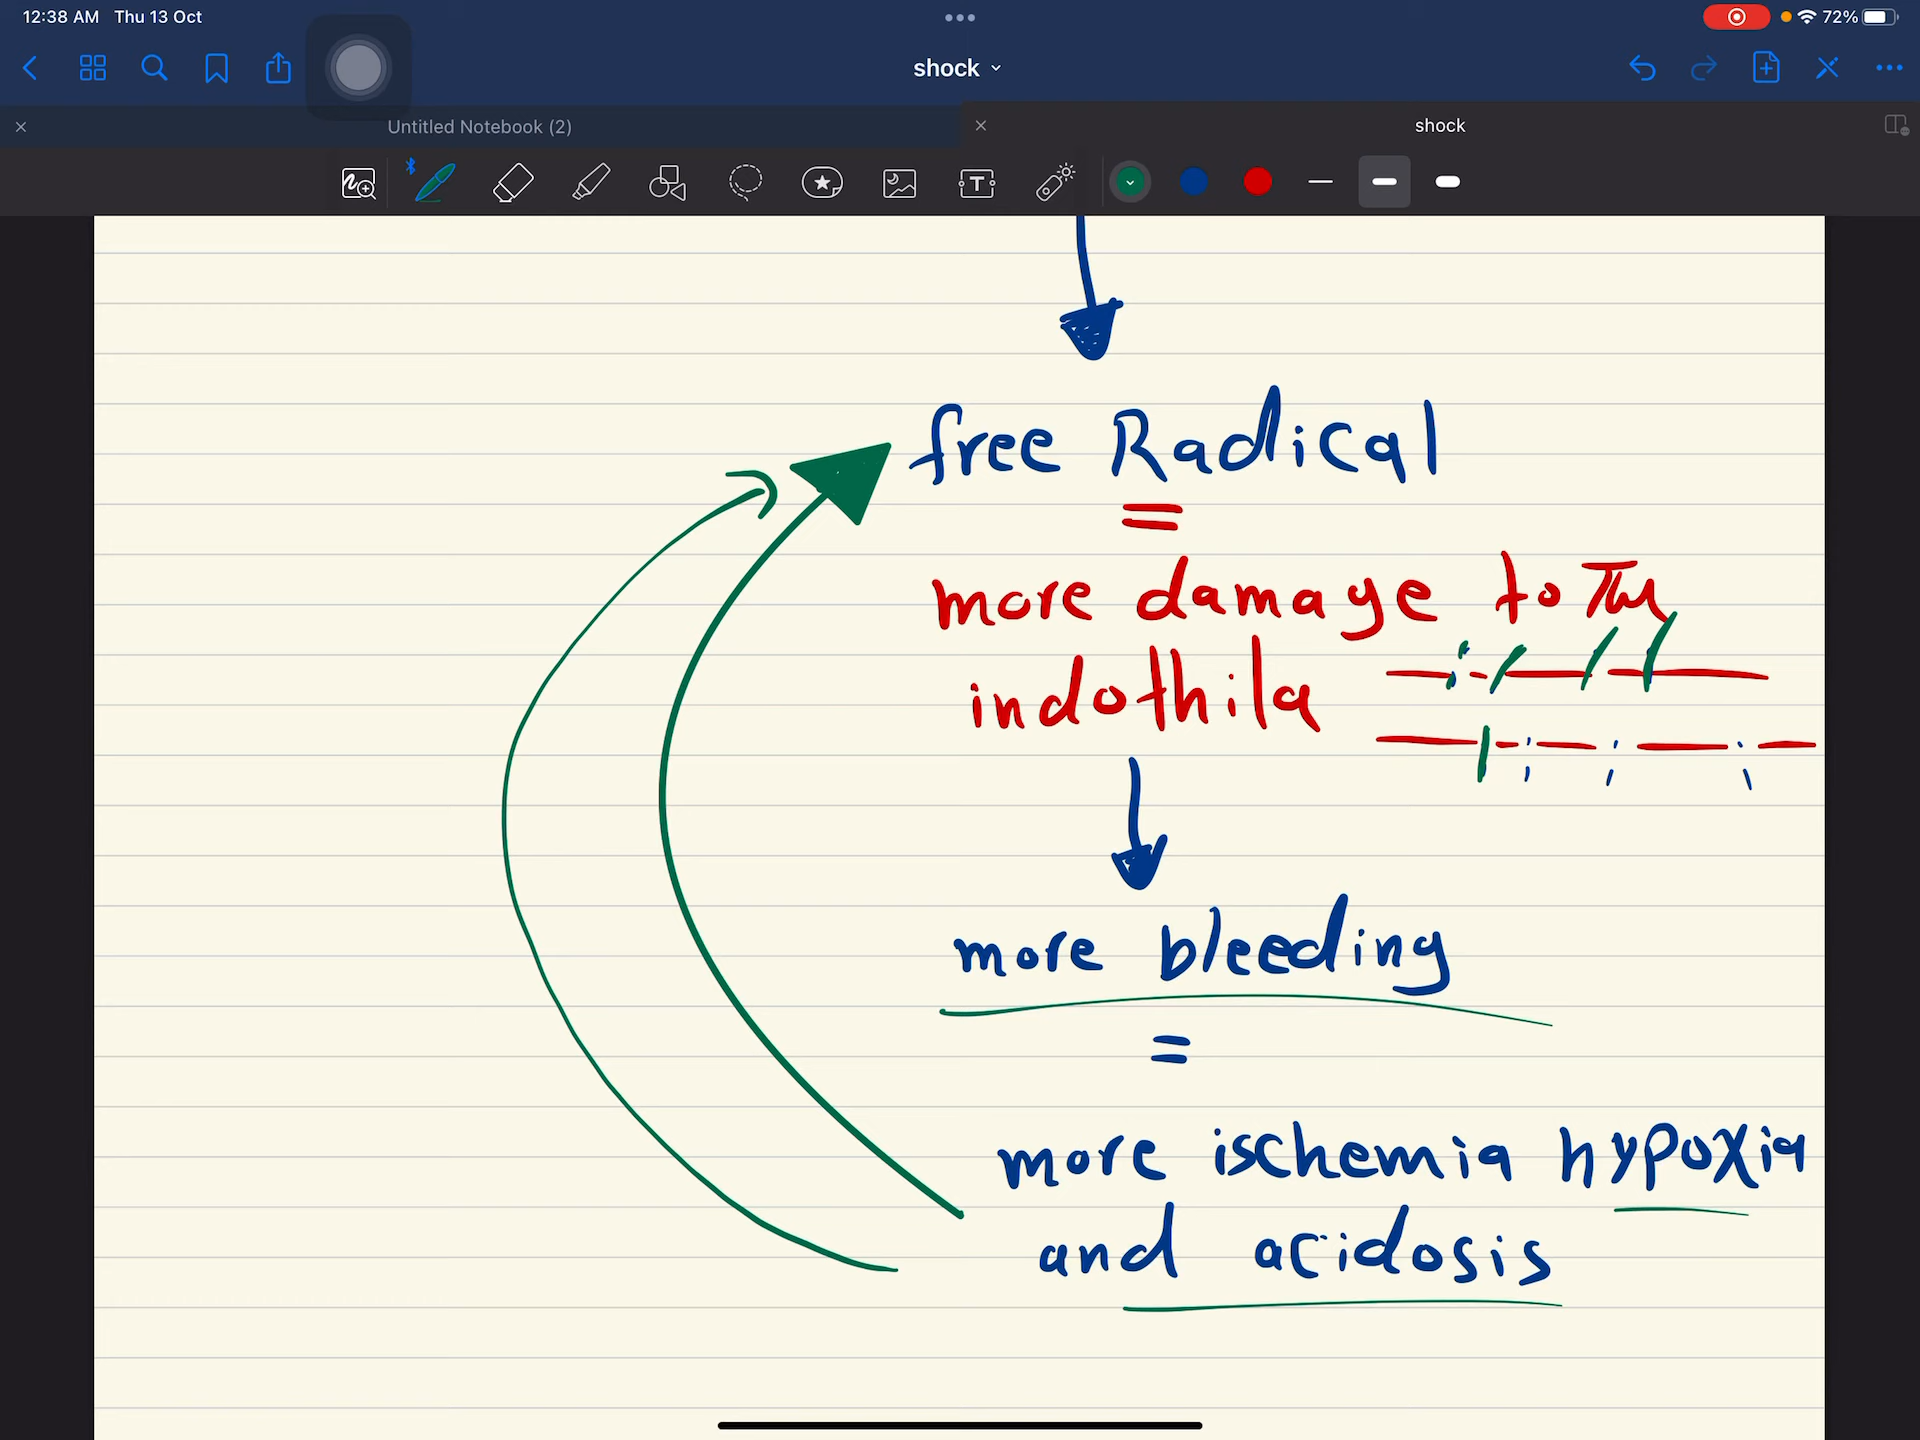 12:38 AM Thu 13 Oct
72%
shock
Untitled Notebook (2)
shock
free Radical
=
more damage to The
indothila
more bleeding
=
more ischemia hypoxia
and acidosis